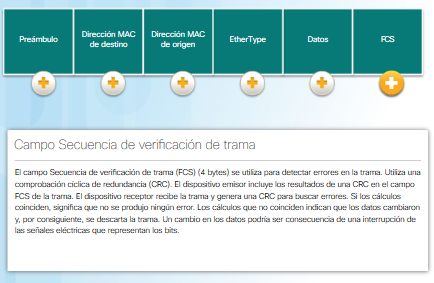 Preámbulo
Dirección MAC
de destino
Dirección MAC
de origen
EtherType
Datos
FCS
Campo Secuencia de verificación de trama
El campo Secuencia de verificación de trama (FCS) (4 bytes) se utiliza para detectar errores en la trama. Utiliza una
comprobación cíclica de redundancia (CRC). El dispositivo emisor incluye los resultados de una CRC en el campo
FCS de la trama. El dispositivo receptor recibe la trama y genera una CRC para buscar errores. Si los cálculos
coinciden, significa que no se produjo ningún error. Los cálculos que no coinciden indican que los datos cambiaron
y, por consiguiente, se descarta la trama. Un cambio en los datos podría ser consecuencia de una interrupción de
las señales eléctricas que representan los bits.